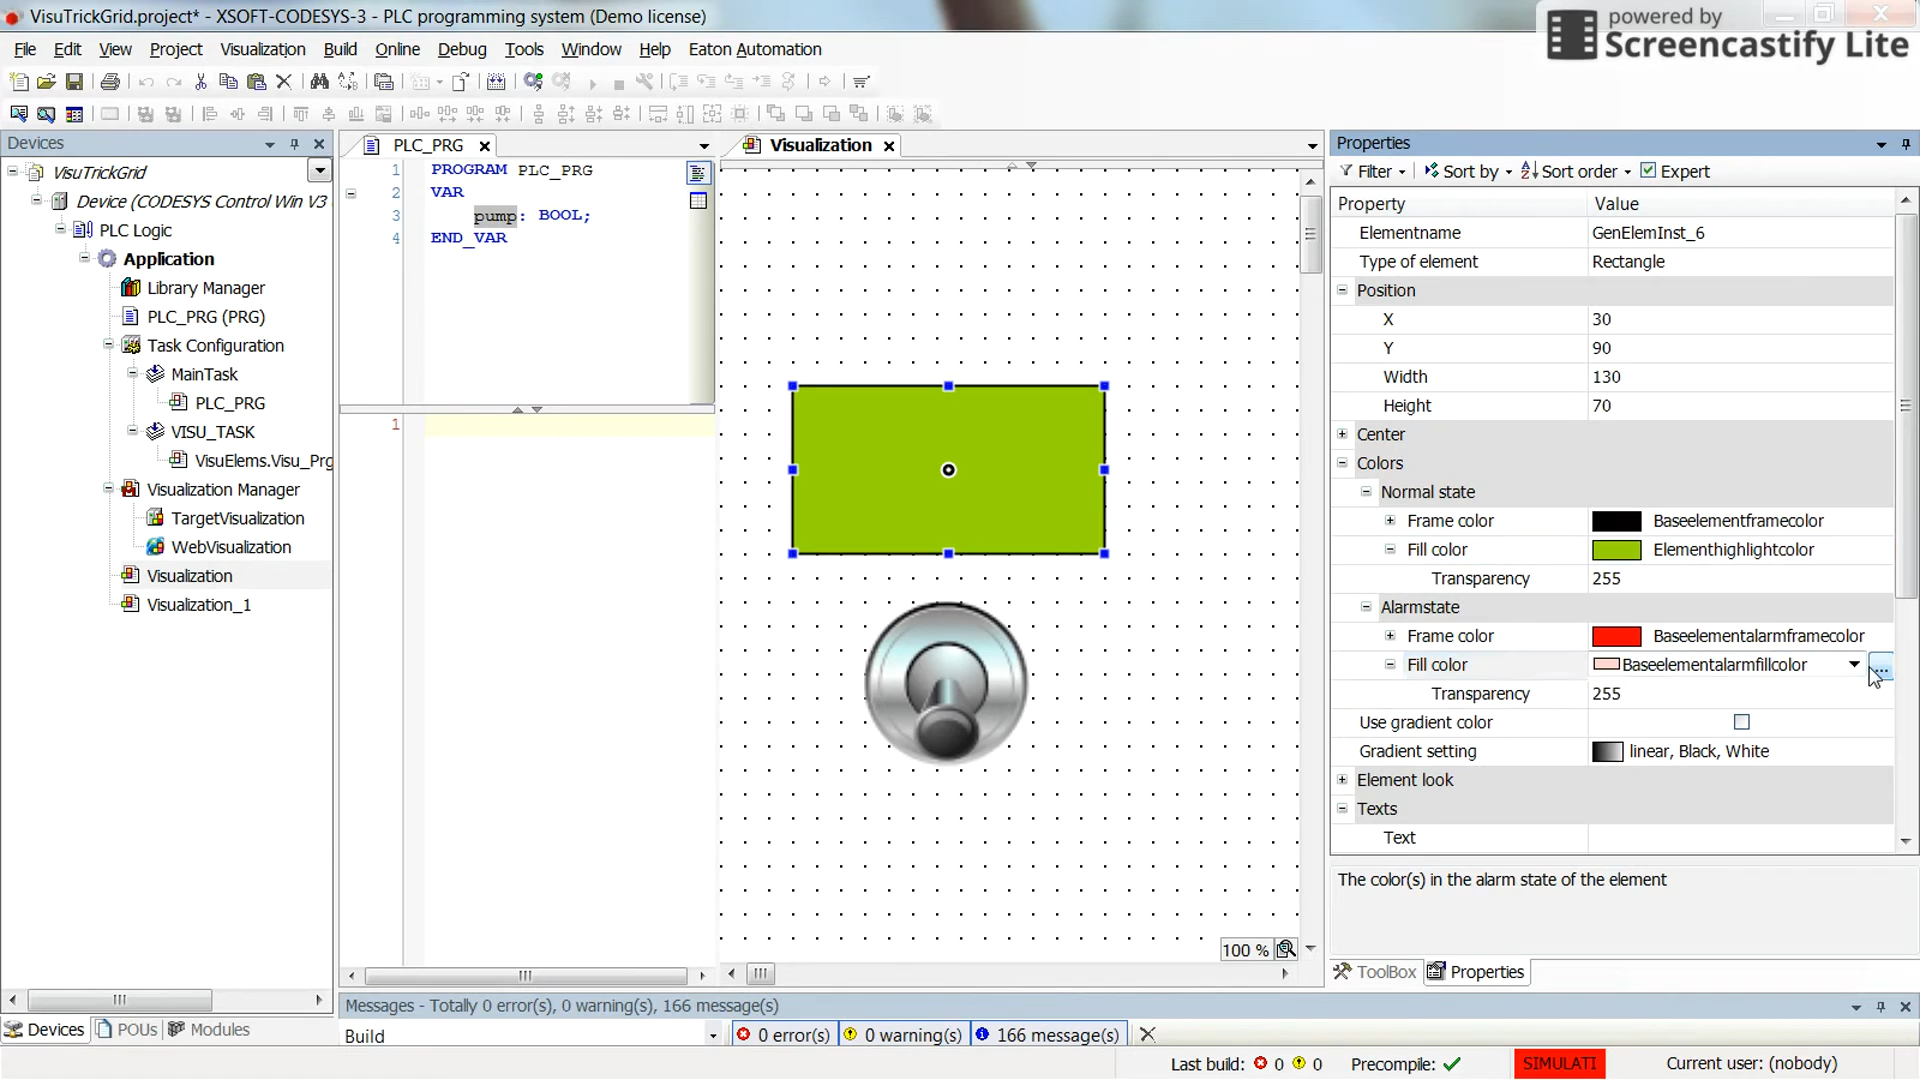 VisuTrickGrid.project* - XSOFT-CODESYS-3 - PLC programming system (Demo license)
powered by
Screencastify Lite
File Edit View Project Visualization Build Online Debug Tools Window Help Eaton Automation
Devices
VisuTrickGrid
Device (CODESYS Control Win V3
PLC Logic
Application
Library Manager
PLC_PRG (PRG)
Task Configuration
MainTask
PLC_PRG
VISU_TASK
VisuElems.Visu_Prg
Visualization Manager
TargetVisualization
WebVisualization
Visualization
Visualization_1
Devices POUs Modules
PLC_PRG
1 PROGRAM PLC_PRG
2 VAR
3 pump: BOOL;
4 END_VAR
1
Visualization
100 %
Properties
Filter Sort by Sort order Expert
Property Value
Elementname GenElemInst_6
Type of element Rectangle
Position
X 30
Y 90
Width 130
Height 70
Center
Colors
Normal state
Frame color Baseelementframecolor
Fill color Elementhighlightcolor
Transparency 255
Alarmstate
Frame color Baseelementalarmframecolor
Fill color Baseelementalarmfillcolor ...
Transparency 255
Use gradient color
Gradient setting linear, Black, White
Element look
Texts
Text
The color(s) in the alarm state of the element
ToolBox Properties
Messages - Totally 0 error(s), 0 warning(s), 166 message(s)
Build 0 error(s) 0 warning(s) 166 message(s)
Last build: 0 0 Precompile: SIMULATI Current user: (nobody)